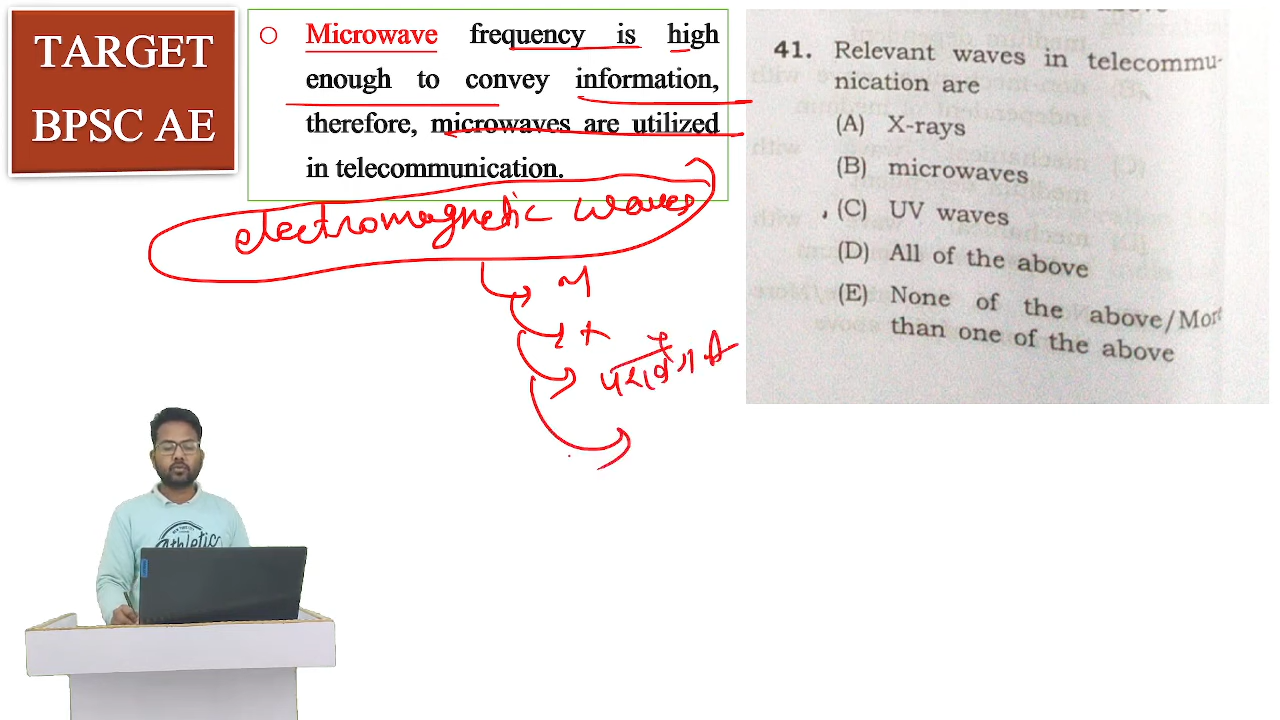 TARGET
BPSC AE
Microwave frequency is high
enough to convey information,
therefore, microwaves are utilized
in telecommunication.
electromagnetic waves
M
x
above
41. Relevant waves in telecommu-
nication are
(A) X-rays
(B) microwaves
(C) UV waves
(D) All of the above
(E) None of the above/More
than one of the above
Athletic